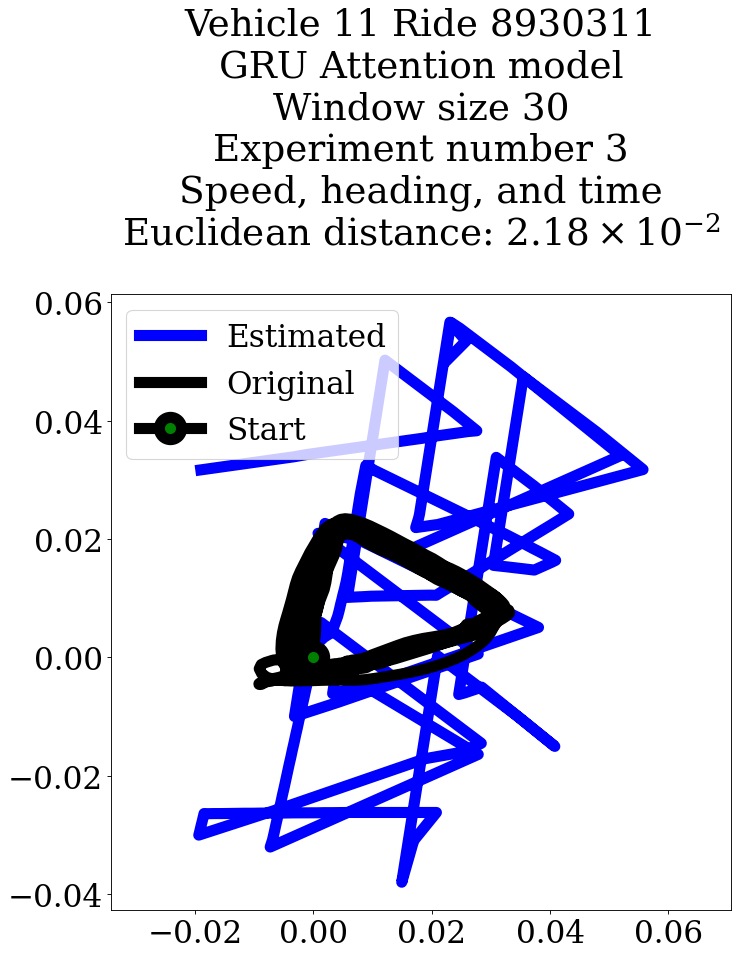 Vehicle 11 Ride 8930311
GRU Attention model
Window size 30
Experiment number 3
Speed, heading, and time
Euclidean distance: 2.18 × 10⁻²
0.06
0.04
0.02
0.00
−0.02
−0.04
Estimated
Original
Start
−0.02 0.00 0.02 0.04 0.06